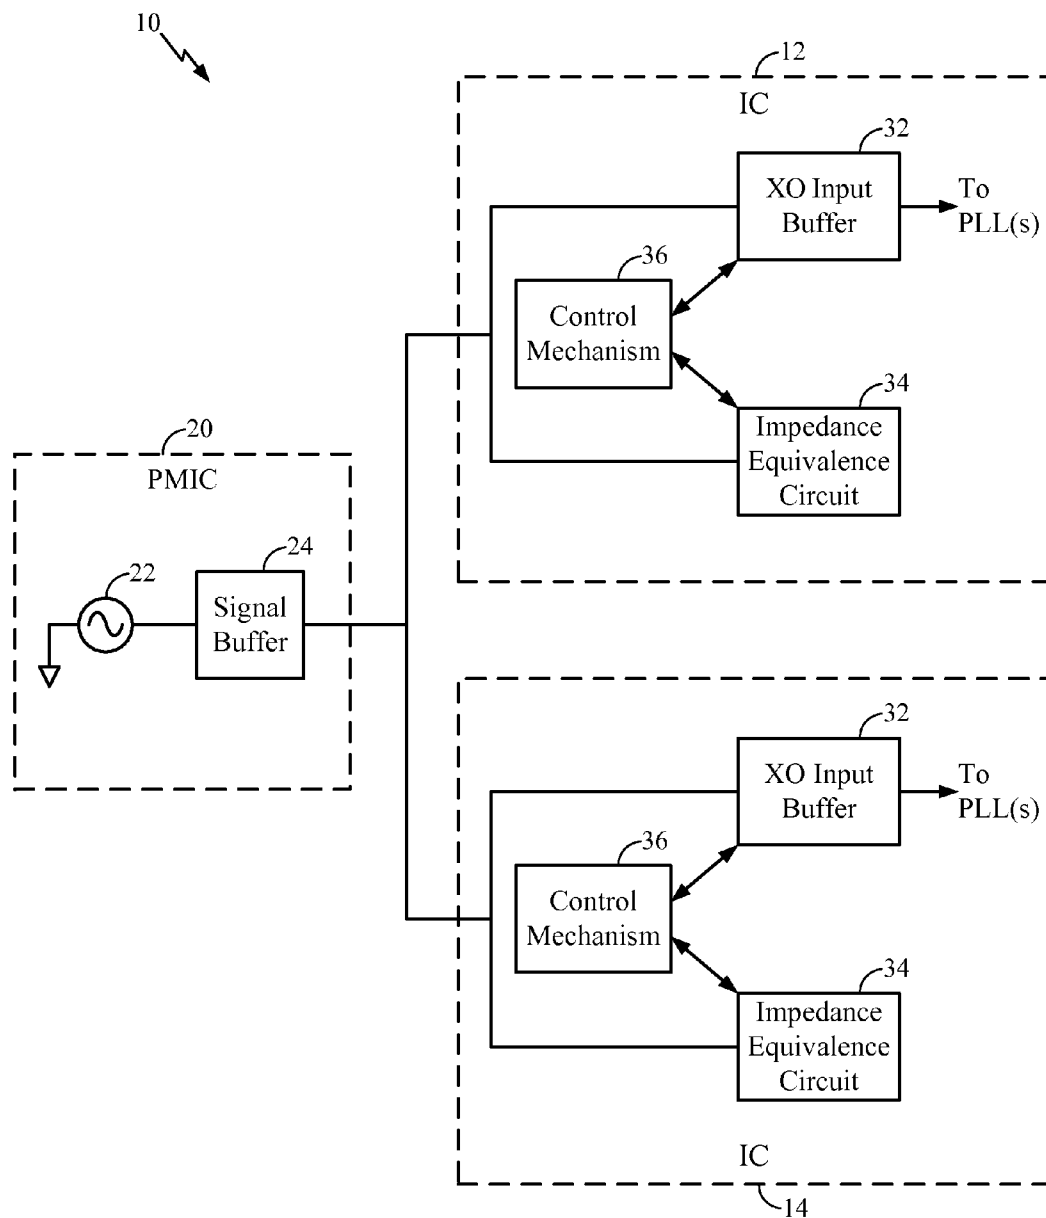 10
12
IC
32
XO Input
Buffer
To
PLL(s)
36
Control
Mechanism
34
Impedance
Equivalence
Circuit
20
PMIC
22
24
Signal
Buffer
32
XO Input
Buffer
To
PLL(s)
36
Control
Mechanism
34
Impedance
Equivalence
Circuit
IC
14